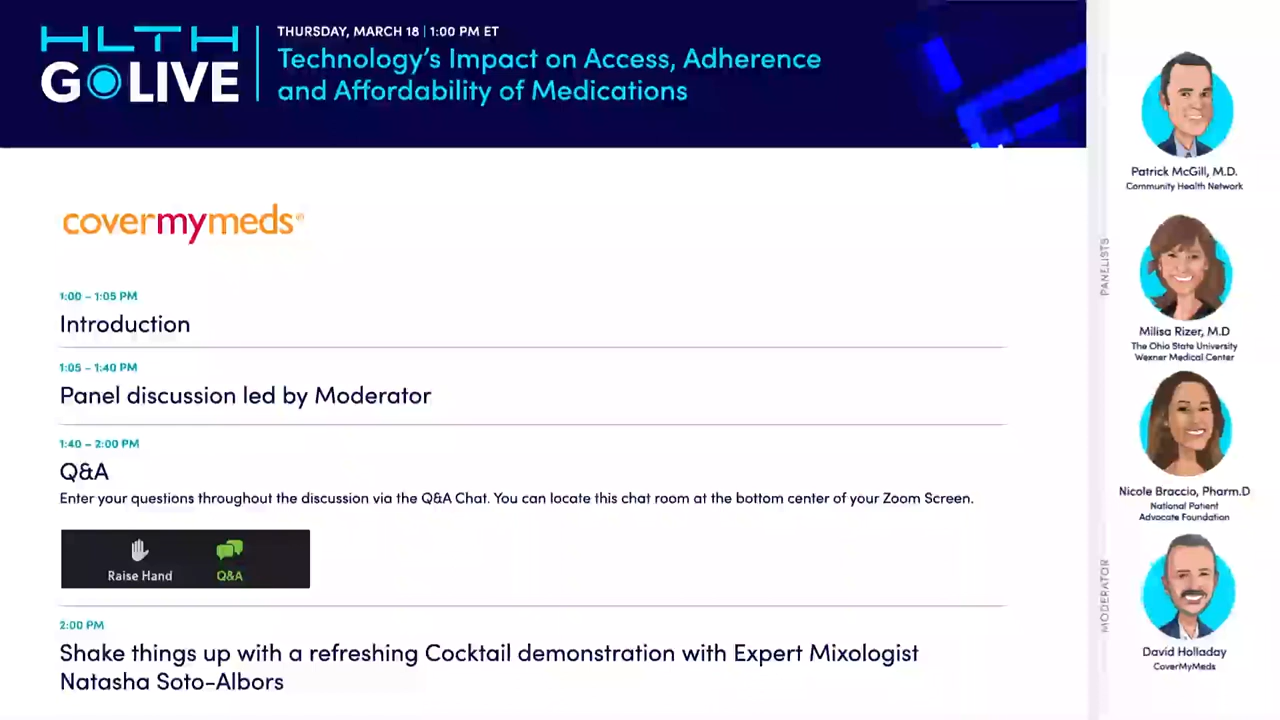 HLTH
GO LIVE
THURSDAY, MARCH 18 | 1:00 PM ET
Technology's Impact on Access, Adherence
and Affordability of Medications
covermymeds®
1:00 – 1:05 PM
Introduction
1:05 – 1:40 PM
Panel discussion led by Moderator
1:40 – 2:00 PM
Q&A
Enter your questions throughout the discussion via the Q&A Chat. You can locate this chat room at the bottom center of your Zoom Screen.
Raise Hand
Q&A
2:00 PM
Shake things up with a refreshing Cocktail demonstration with Expert Mixologist
Natasha Soto-Albors
PANELISTS
Patrick McGill, M.D.
Community Health Network
Milisa Rizer, M.D
The Ohio State University
Wexner Medical Center
Nicole Braccio, Pharm.D
National Patient
Advocate Foundation
MODERATOR
David Holladay
CoverMyMeds